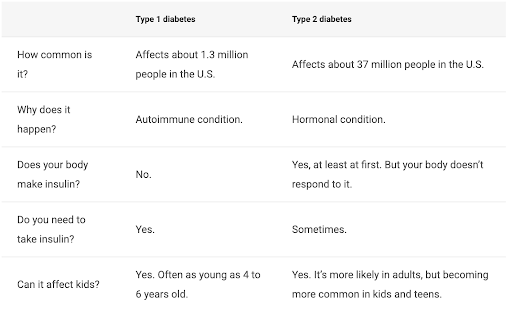 Type 1 diabetes Type 2 diabetes
How common is
it?
Affects about 1.3 million
people in the U.S.
Affects about 37 million people in the U.S.
Why does it
happen?
Autoimmune condition.
Hormonal condition.
Does your body
make insulin?
No.
Yes, at least at first. But your body doesn’t
respond to it.
Do you need to
take insulin?
Yes.
Sometimes.
Can it affect kids?
Yes. Often as young as 4 to
6 years old.
Yes. It’s more likely in adults, but becoming
more common in kids and teens.